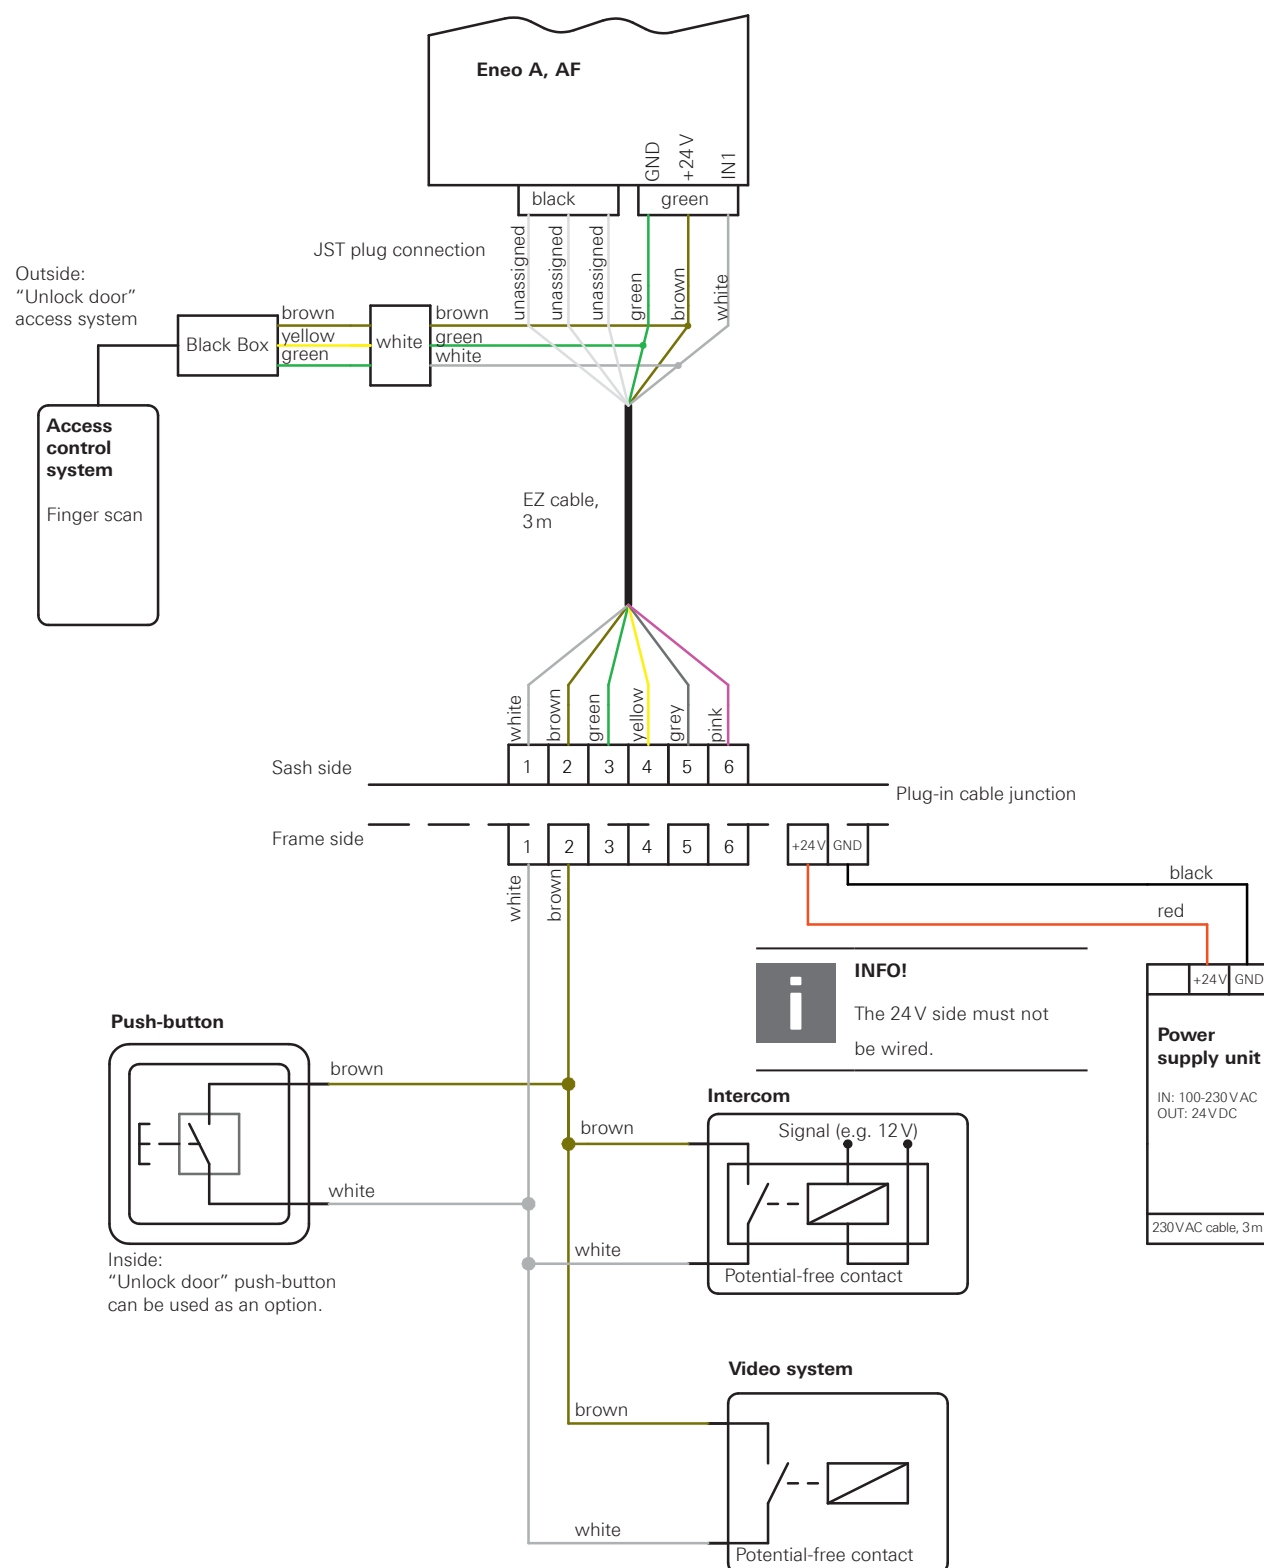 Eneo A, AF
GND
+24 V
IN1
black
green
JST plug connection
unassigned
unassigned
unassigned
green
brown
white
Outside:
“Unlock door”
access system
Black Box
brown
yellow
green
white
brown
green
white
Access
control
system
Finger scan
EZ cable,
3 m
white
brown
green
yellow
grey
pink
Sash side
1 2 3 4 5 6
Plug-in cable junction
Frame side
1 2 3 4 5 6
+24 V GND
white
brown
black
red
INFO!
The 24 V side must not
be wired.
+24 V GND
Power
supply unit
IN: 100-230 V AC
OUT: 24 V DC
230 V AC cable, 3 m
Push-button
brown
white
Inside:
“Unlock door” push-button
can be used as an option.
Intercom
brown
Signal (e.g. 12 V)
white
Potential-free contact
Video system
brown
white
Potential-free contact